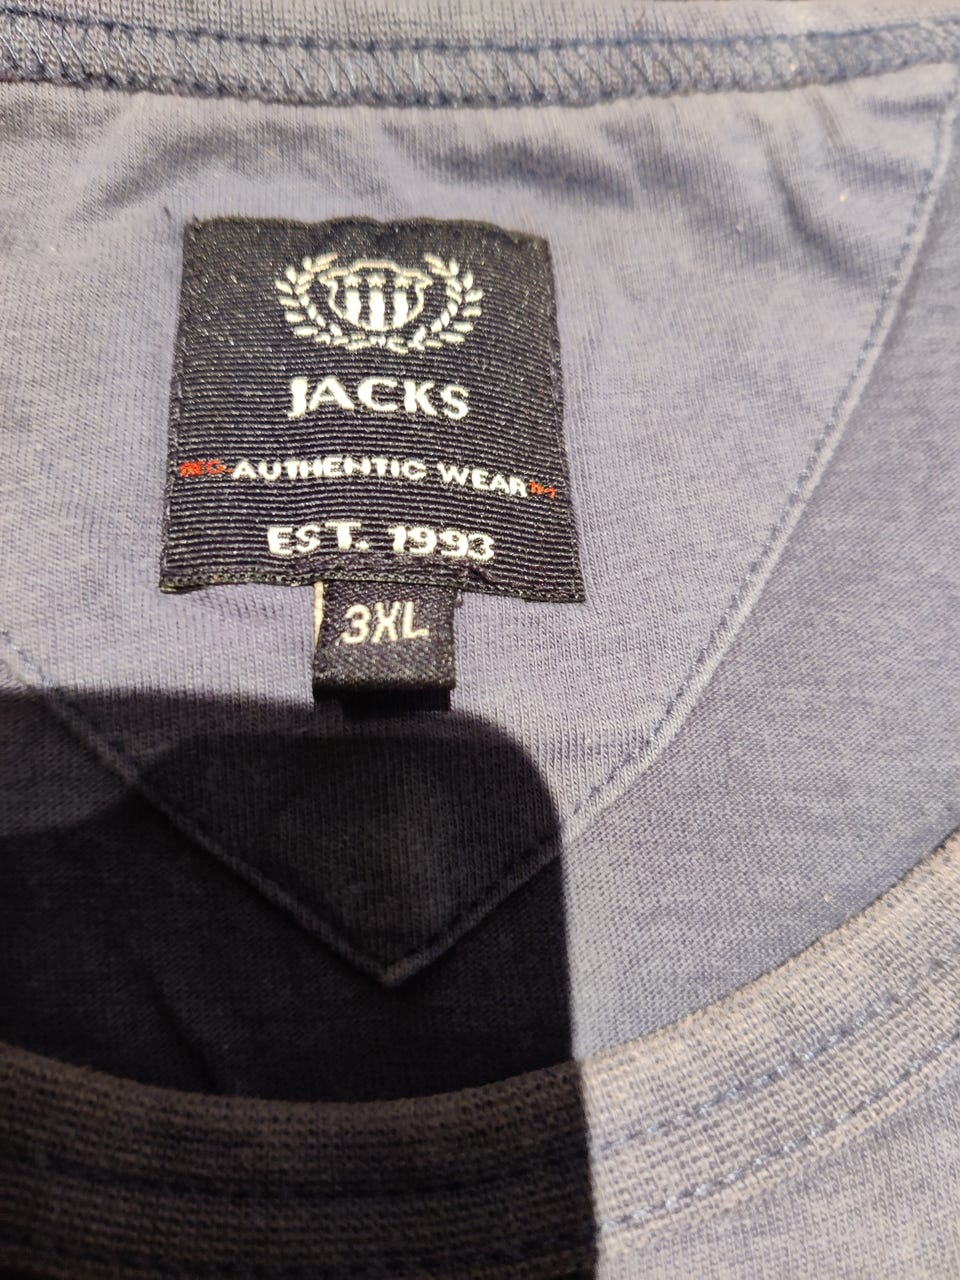 JACKS
AUTHENTIC WEAR
EST. 1993
3XL